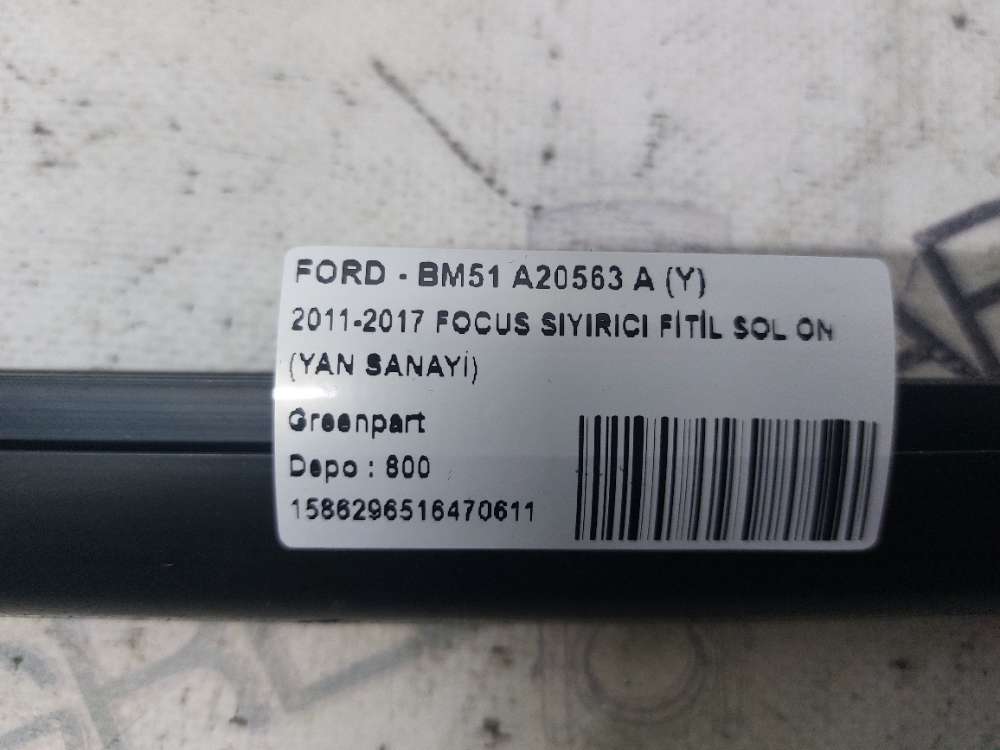 FORD - BM51 A20563 A (Y)
2011-2017 FOCUS SIYIRICI FİTİL SOL ON
(YAN SANAYİ)
Greenpart
Depo : 800
1586296516470611